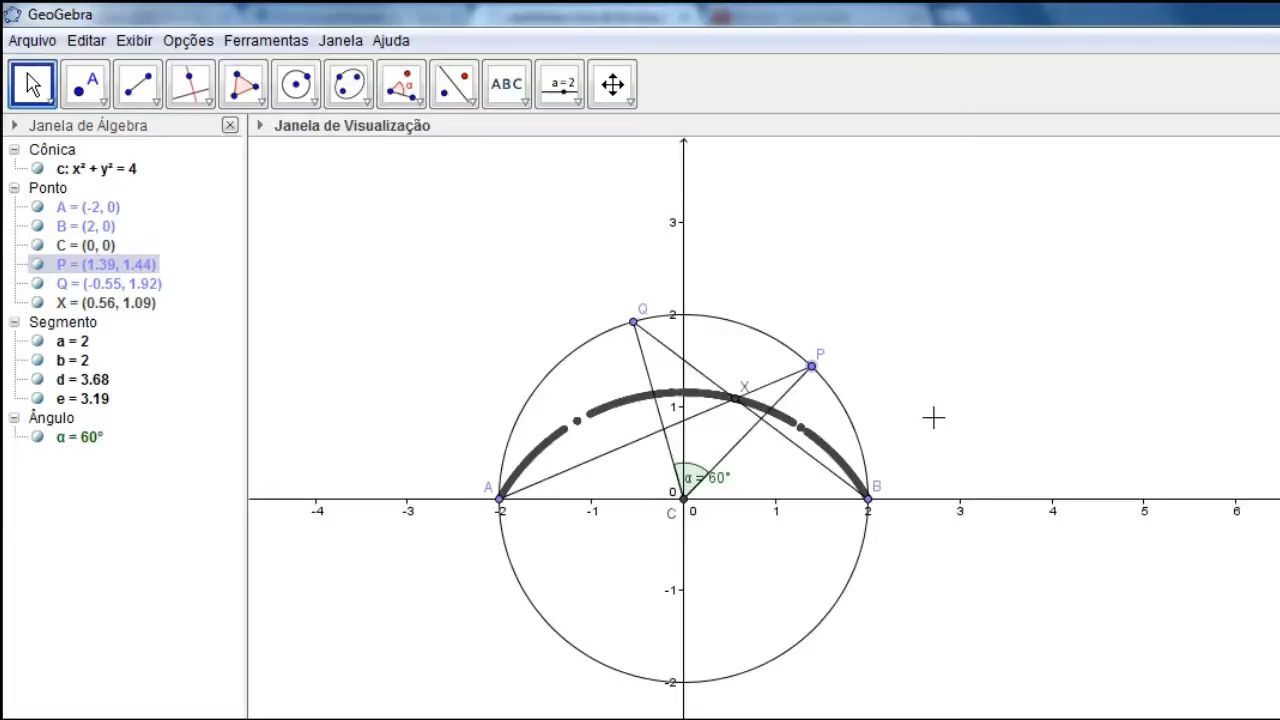 GeoGebra
Arquivo Editar Exibir Opções Ferramentas Janela Ajuda
A α ABC a=2
Janela de Álgebra
Janela de Visualização
Cônica
c: x² + y² = 4
Ponto
A = (-2, 0)
B = (2, 0)
C = (0, 0)
P = (1.39, 1.44)
Q = (-0.55, 1.92)
X = (0.56, 1.09)
Segmento
a = 2
b = 2
d = 3.68
e = 3.19
Ângulo
α = 60°
3
Q
2
P
X
1
α = 60°
A 0 B
-4 -3 -2 -1 0 1 2 3 4 5 6
C
-1
-2